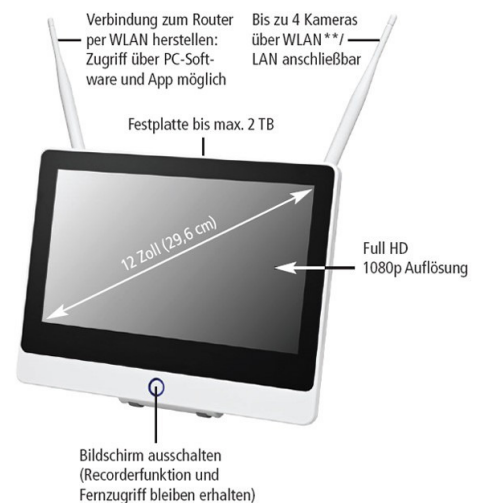 Verbindung zum Router
per WLAN herstellen:
Zugriff über PC-Soft-
ware und App möglich
Bis zu 4 Kameras
über WLAN**/
LAN anschließbar
Festplatte bis max. 2 TB
12 Zoll (29,6 cm)
Full HD
1080p Auflösung
Bildschirm ausschalten
(Recorderfunktion und
Fernzugriff bleiben erhalten)